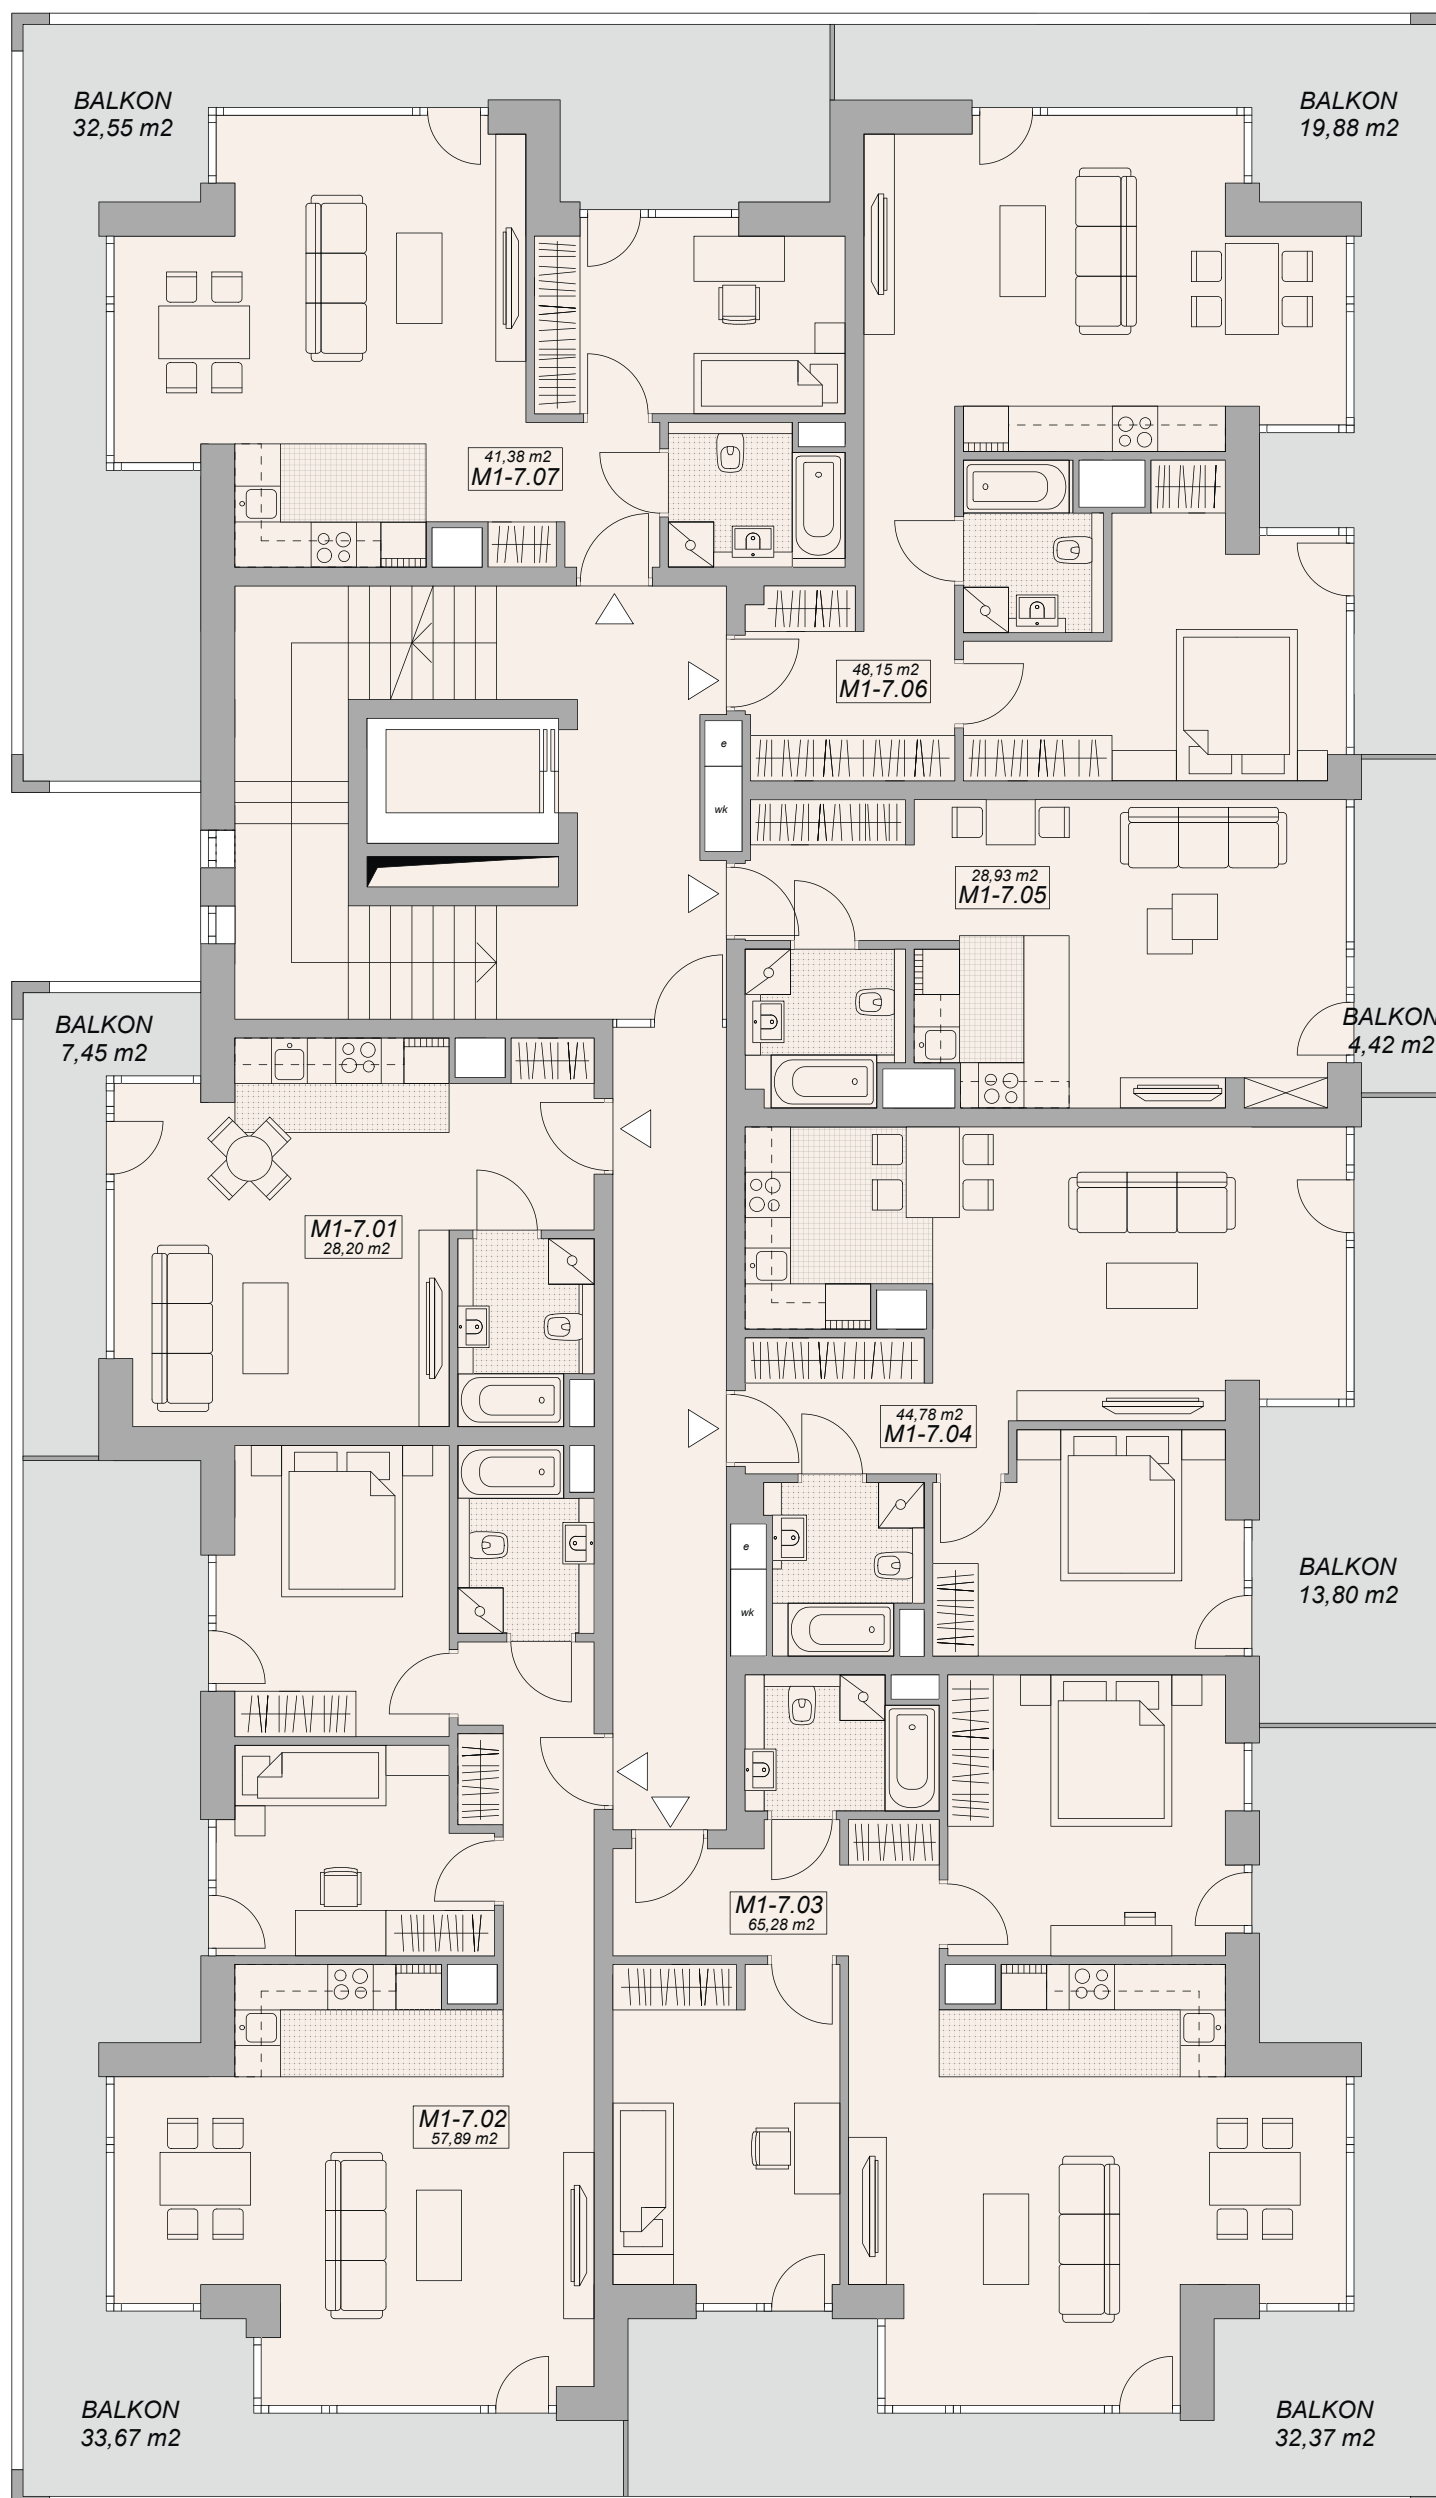 BALKON
32,55 m2
BALKON
19,88 m2
41,38 m2
M1-7.07
48,15 m2
M1-7.06
e
wk
28,93 m2
M1-7.05
BALKON
7,45 m2
BALKON
4,42 m2
M1-7.01
28,20 m2
44,78 m2
M1-7.04
e
wk
BALKON
13,80 m2
M1-7.03
65,28 m2
M1-7.02
57,89 m2
BALKON
33,67 m2
BALKON
32,37 m2